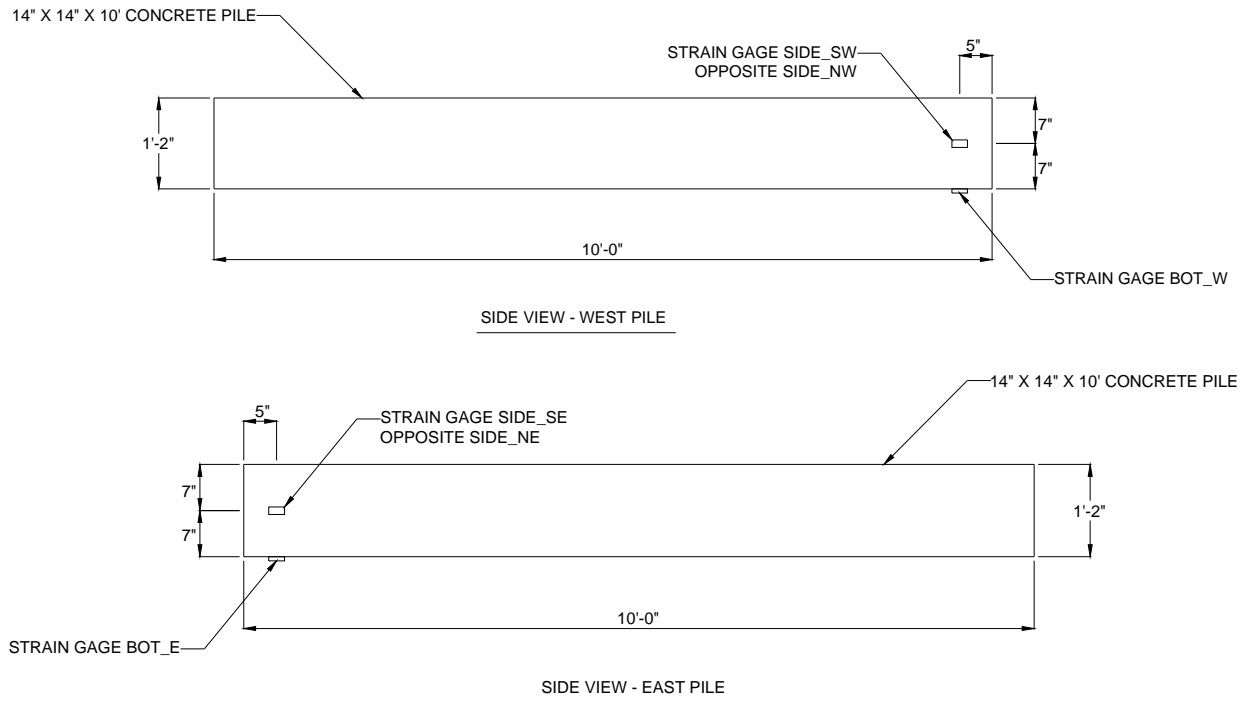 14" X 14" X 10' CONCRETE PILE
STRAIN GAGE SIDE_SW
OPPOSITE SIDE_NW
5"
1'-2"
7"
7"
10'-0"
STRAIN GAGE BOT_W
SIDE VIEW - WEST PILE
14" X 14" X 10' CONCRETE PILE
5"
STRAIN GAGE SIDE_SE
OPPOSITE SIDE_NE
7"
7"
1'-2"
10'-0"
STRAIN GAGE BOT_E
SIDE VIEW - EAST PILE